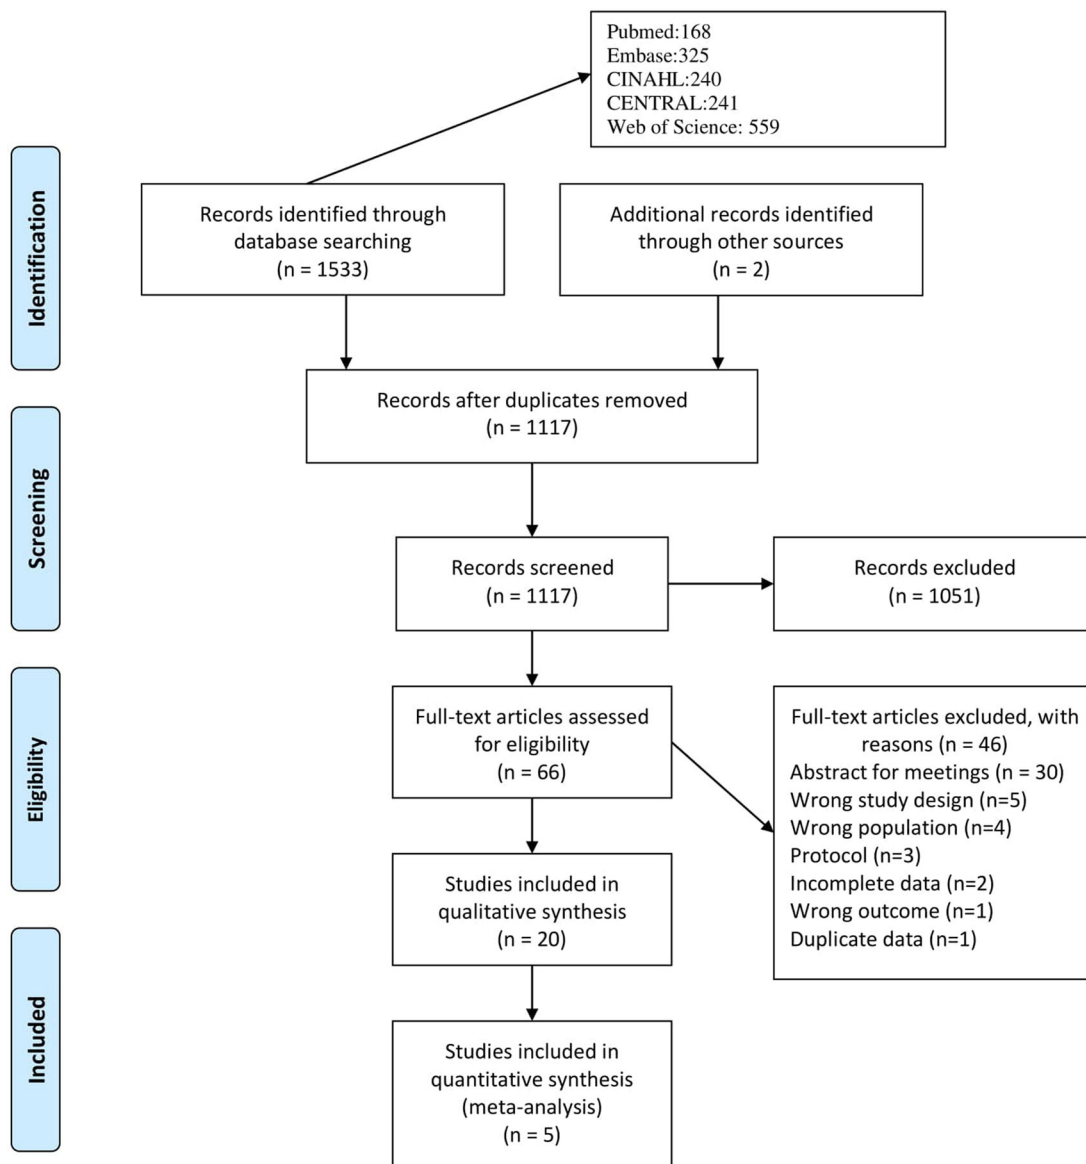 Pubmed:168
Embase:325
CINAHL:240
CENTRAL:241
Web of Science: 559
Identification
Records identified through
database searching
(n = 1533)
Additional records identified
through other sources
(n = 2)
Records after duplicates removed
(n = 1117)
Screening
Records screened
(n = 1117)
Records excluded
(n = 1051)
Eligibility
Full-text articles assessed
for eligibility
(n = 66)
Full-text articles excluded, with
reasons (n = 46)
Abstract for meetings (n = 30)
Wrong study design (n=5)
Wrong population (n=4)
Protocol (n=3)
Incomplete data (n=2)
Wrong outcome (n=1)
Duplicate data (n=1)
Studies included in
qualitative synthesis
(n = 20)
Included
Studies included in
quantitative synthesis
(meta-analysis)
(n = 5)